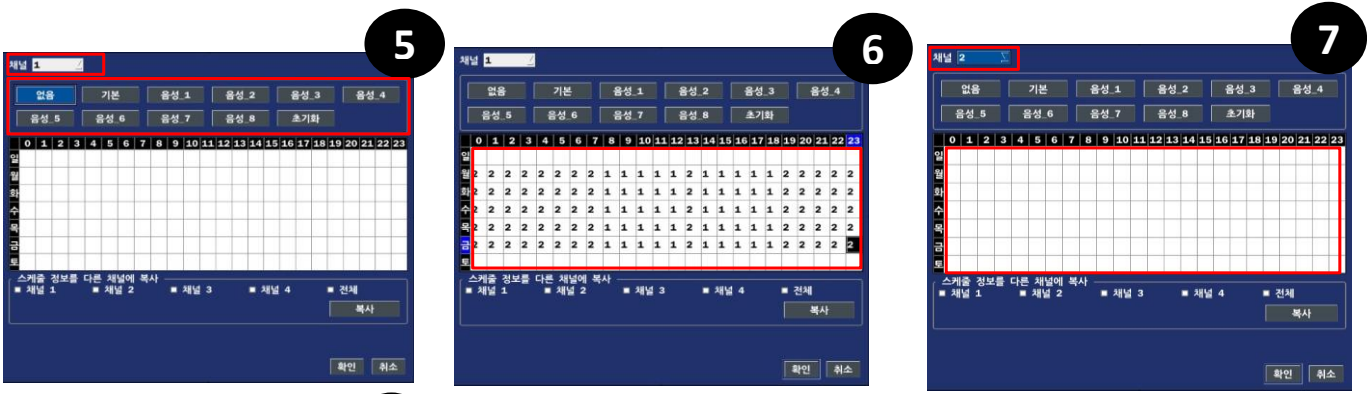 5
채널 1
없음 기본 음성_1 음성_2 음성_3 음성_4
음성_5 음성_6 음성_7 음성_8 초기화
0 1 2 3 4 5 6 7 8 9 10 11 12 13 14 15 16 17 18 19 20 21 22 23
일
월
화
수
목
금
토
스케줄 정보를 다른 채널에 복사
채널 1 채널 2 채널 3 채널 4 전체
복사
확인 취소
6
채널 1
없음 기본 음성_1 음성_2 음성_3 음성_4
음성_5 음성_6 음성_7 음성_8 초기화
0 1 2 3 4 5 6 7 8 9 10 11 12 13 14 15 16 17 18 19 20 21 22 23
일
월 2 2 2 2 2 2 2 2 1 1 1 1 1 2 1 1 1 1 1 2 2 2 2 2
화 2 2 2 2 2 2 2 2 1 1 1 1 1 2 1 1 1 1 1 2 2 2 2 2
수 2 2 2 2 2 2 2 2 1 1 1 1 1 2 1 1 1 1 1 2 2 2 2 2
목 2 2 2 2 2 2 2 2 1 1 1 1 1 2 1 1 1 1 1 2 2 2 2 2
금 2 2 2 2 2 2 2 2 1 1 1 1 1 2 1 1 1 1 1 2 2 2 2 2
토
스케줄 정보를 다른 채널에 복사
채널 1 채널 2 채널 3 채널 4 전체
복사
확인 취소
7
채널 2
없음 기본 음성_1 음성_2 음성_3 음성_4
음성_5 음성_6 음성_7 음성_8 초기화
0 1 2 3 4 5 6 7 8 9 10 11 12 13 14 15 16 17 18 19 20 21 22 23
일
월
화
수
목
금
토
스케줄 정보를 다른 채널에 복사
채널 1 채널 2 채널 3 채널 4 전체
복사
확인 취소